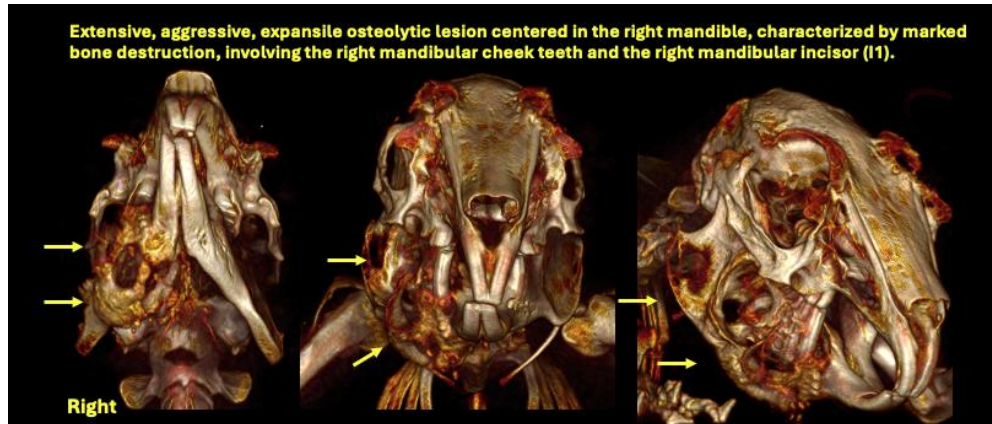 Extensive, aggressive, expansile osteolytic lesion centered in the right mandible, characterized by marked
bone destruction, involving the right mandibular cheek teeth and the right mandibular incisor (I1).
Right